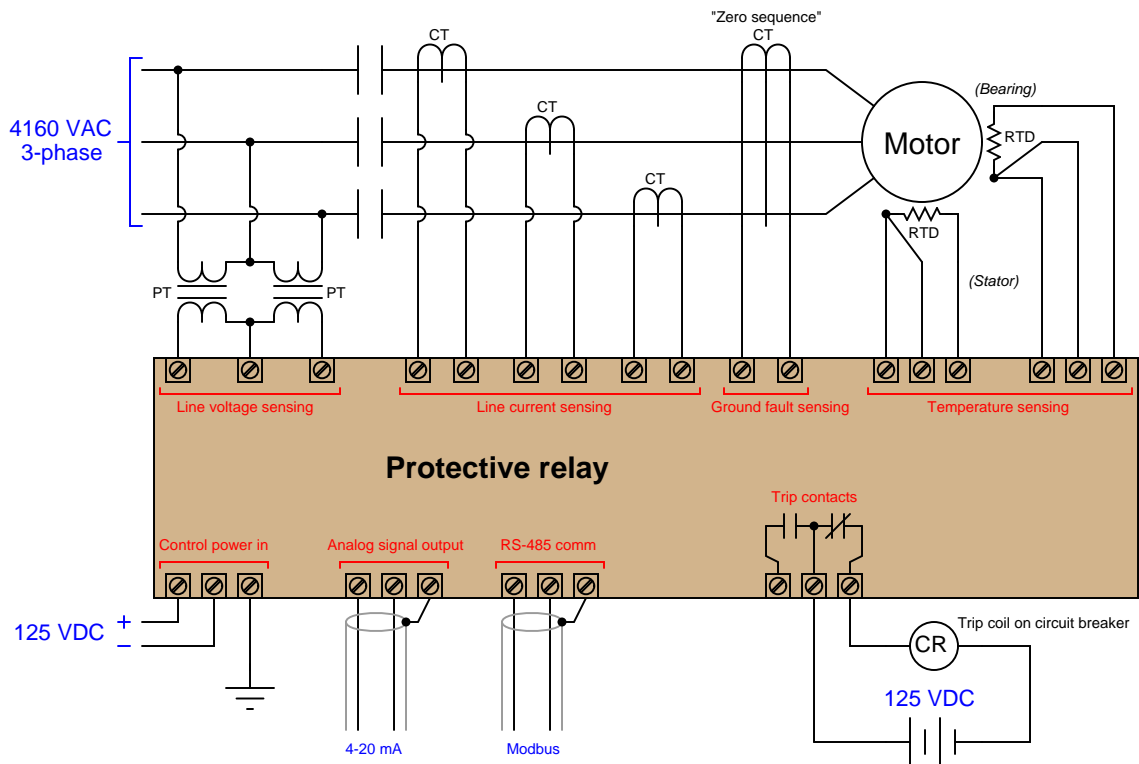 "Zero sequence"
CT
CT
CT
CT
4160 VAC
3-phase
Motor
(Bearing)
RTD
RTD
(Stator)
PT
PT
Line voltage sensing
Line current sensing
Ground fault sensing
Temperature sensing
Protective relay
Trip contacts
Control power in
Analog signal output
RS-485 comm
125 VDC
+
–
4-20 mA
Modbus
CR
Trip coil on circuit breaker
125 VDC